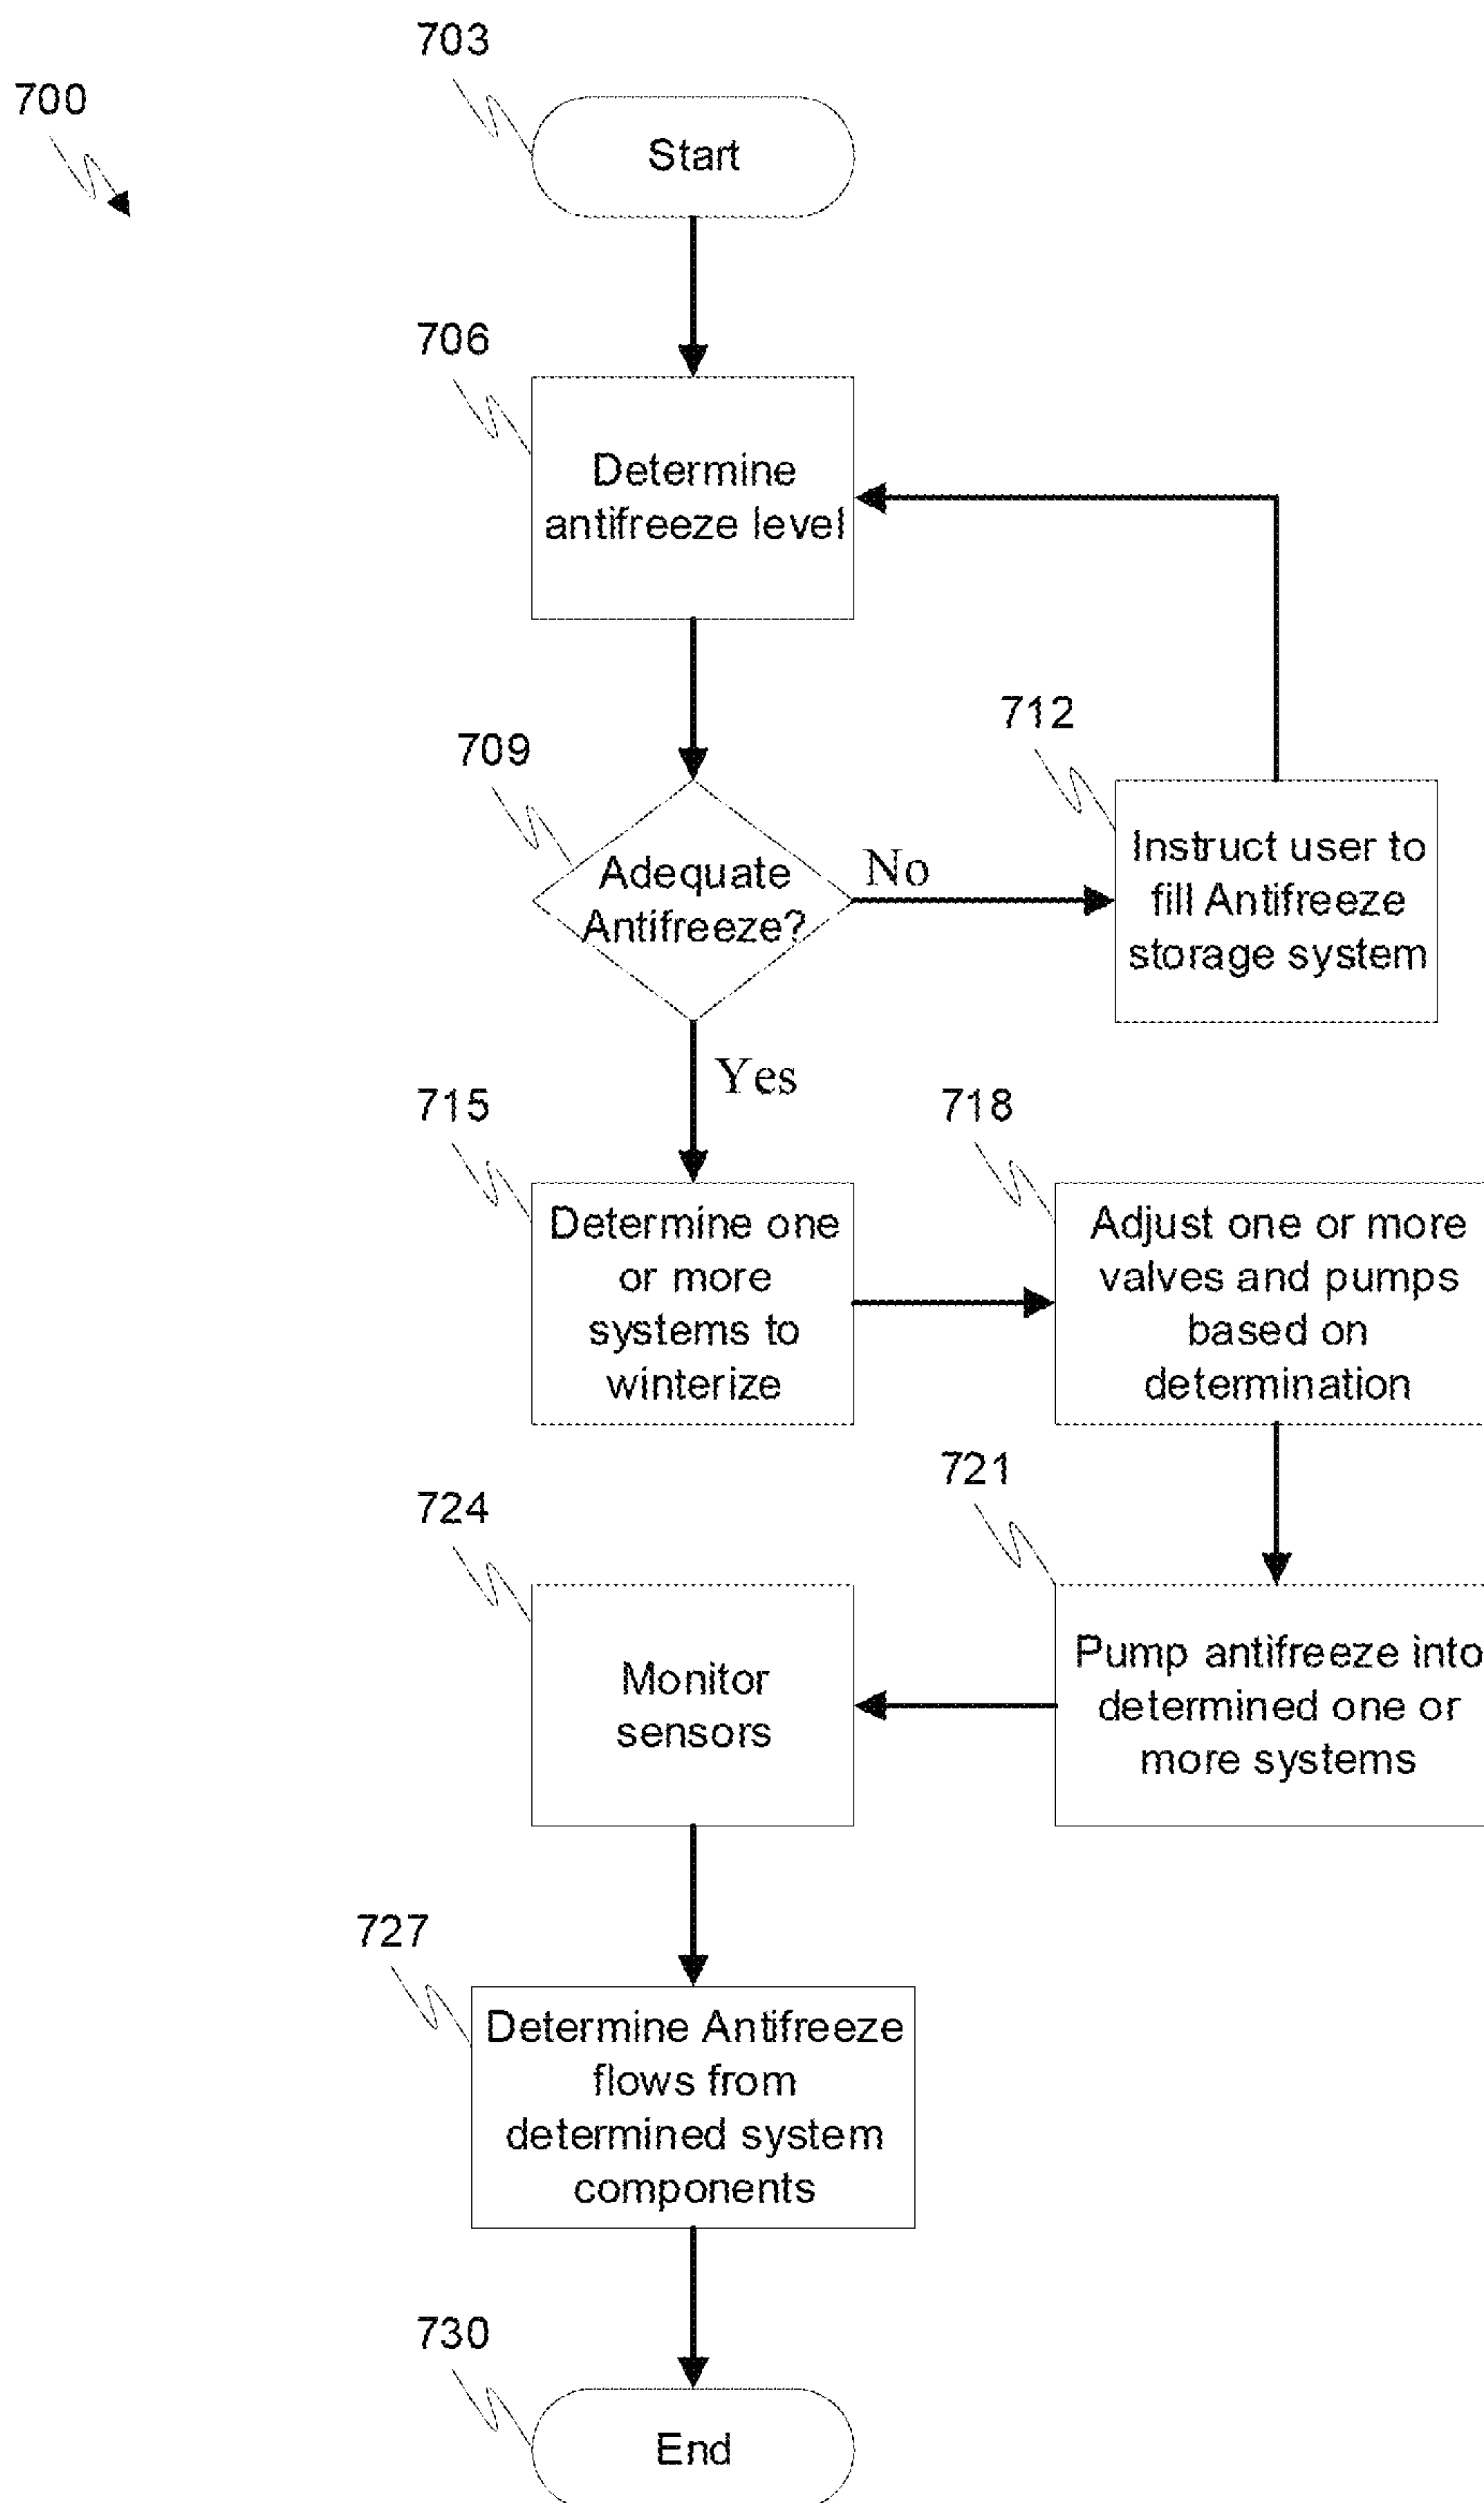 700
703
Start
706
Determine
antifreeze level
709
Adequate
Antifreeze?
No
712
Instruct user to
fill Antifreeze
storage system
Yes
715
Determine one
or more
systems to
winterize
718
Adjust one or more
valves and pumps
based on
determination
721
Pump antifreeze into
determined one or
more systems
724
Monitor
sensors
727
Determine Antifreeze
flows from
determined system
components
730
End